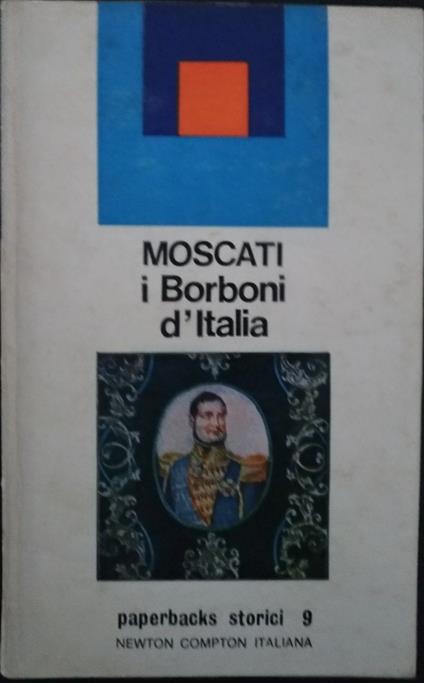 MOSCATI
i Borboni
d'Italia
paperbacks storici 9
NEWTON COMPTON ITALIANA